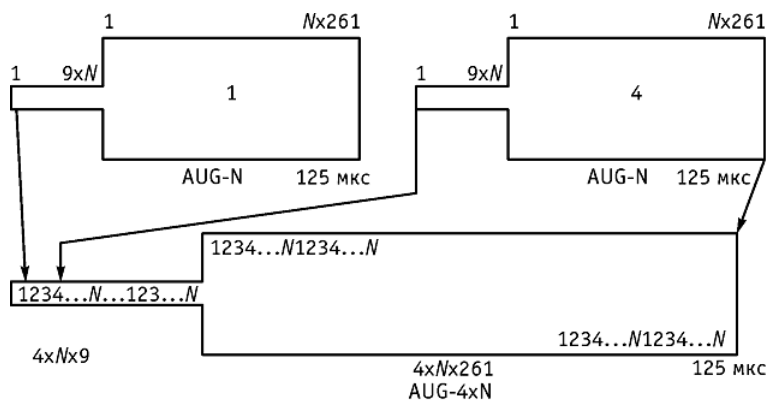 1 Nx261 1 Nx261
1 9xN 1 9xN
1 4
AUG-N 125 мкс AUG-N 125 мкс
1234...N1234...N
1234...N...123...N
1234...N1234...N
4xNx9
4xNx261 125 мкс
AUG-4xN